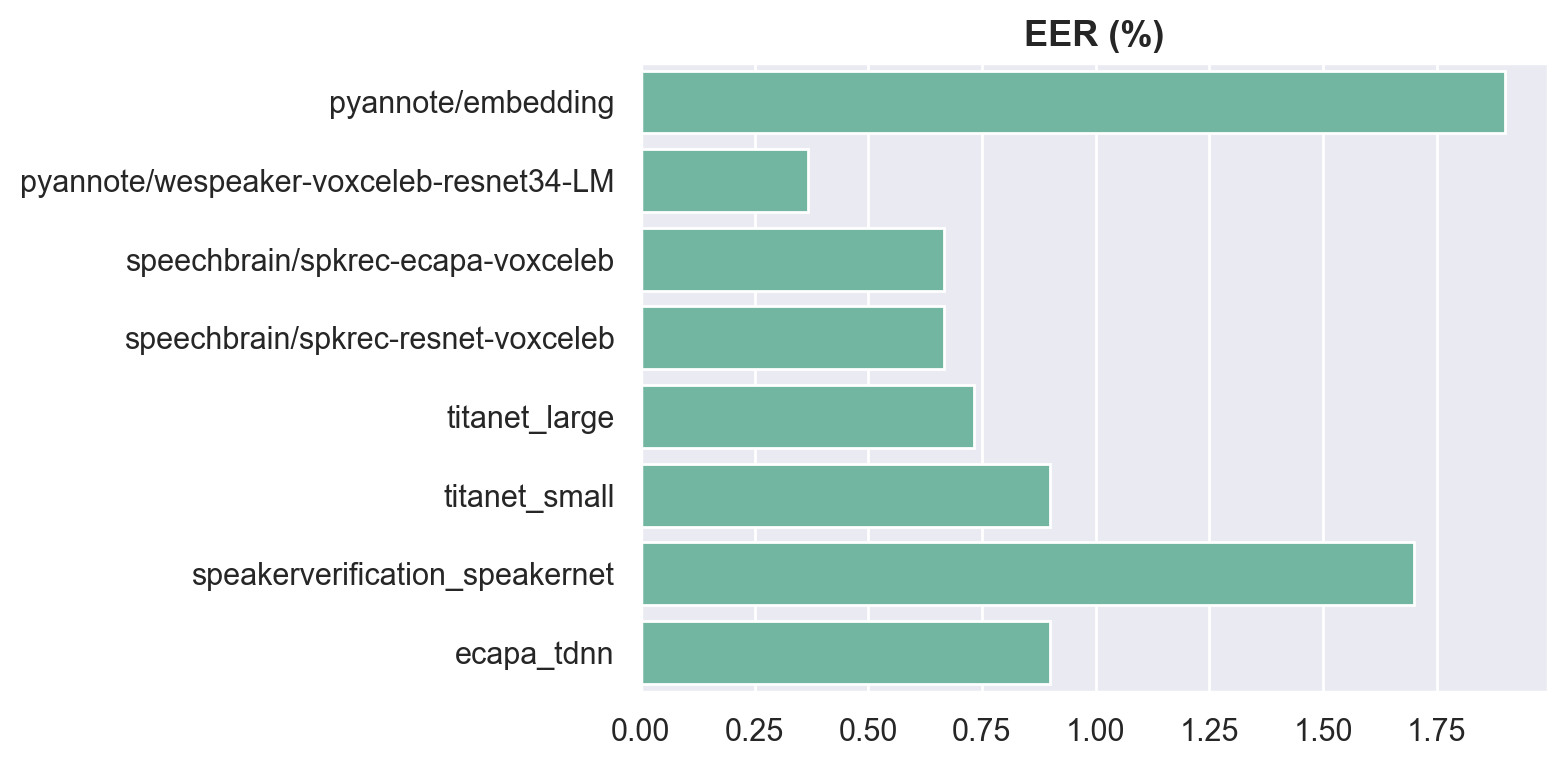 EER (%)
pyannote/embedding
pyannote/wespeaker-voxceleb-resnet34-LM
speechbrain/spkrec-ecapa-voxceleb
speechbrain/spkrec-resnet-voxceleb
titanet_large
titanet_small
speakerverification_speakernet
ecapa_tdnn
0.00 0.25 0.50 0.75 1.00 1.25 1.50 1.75